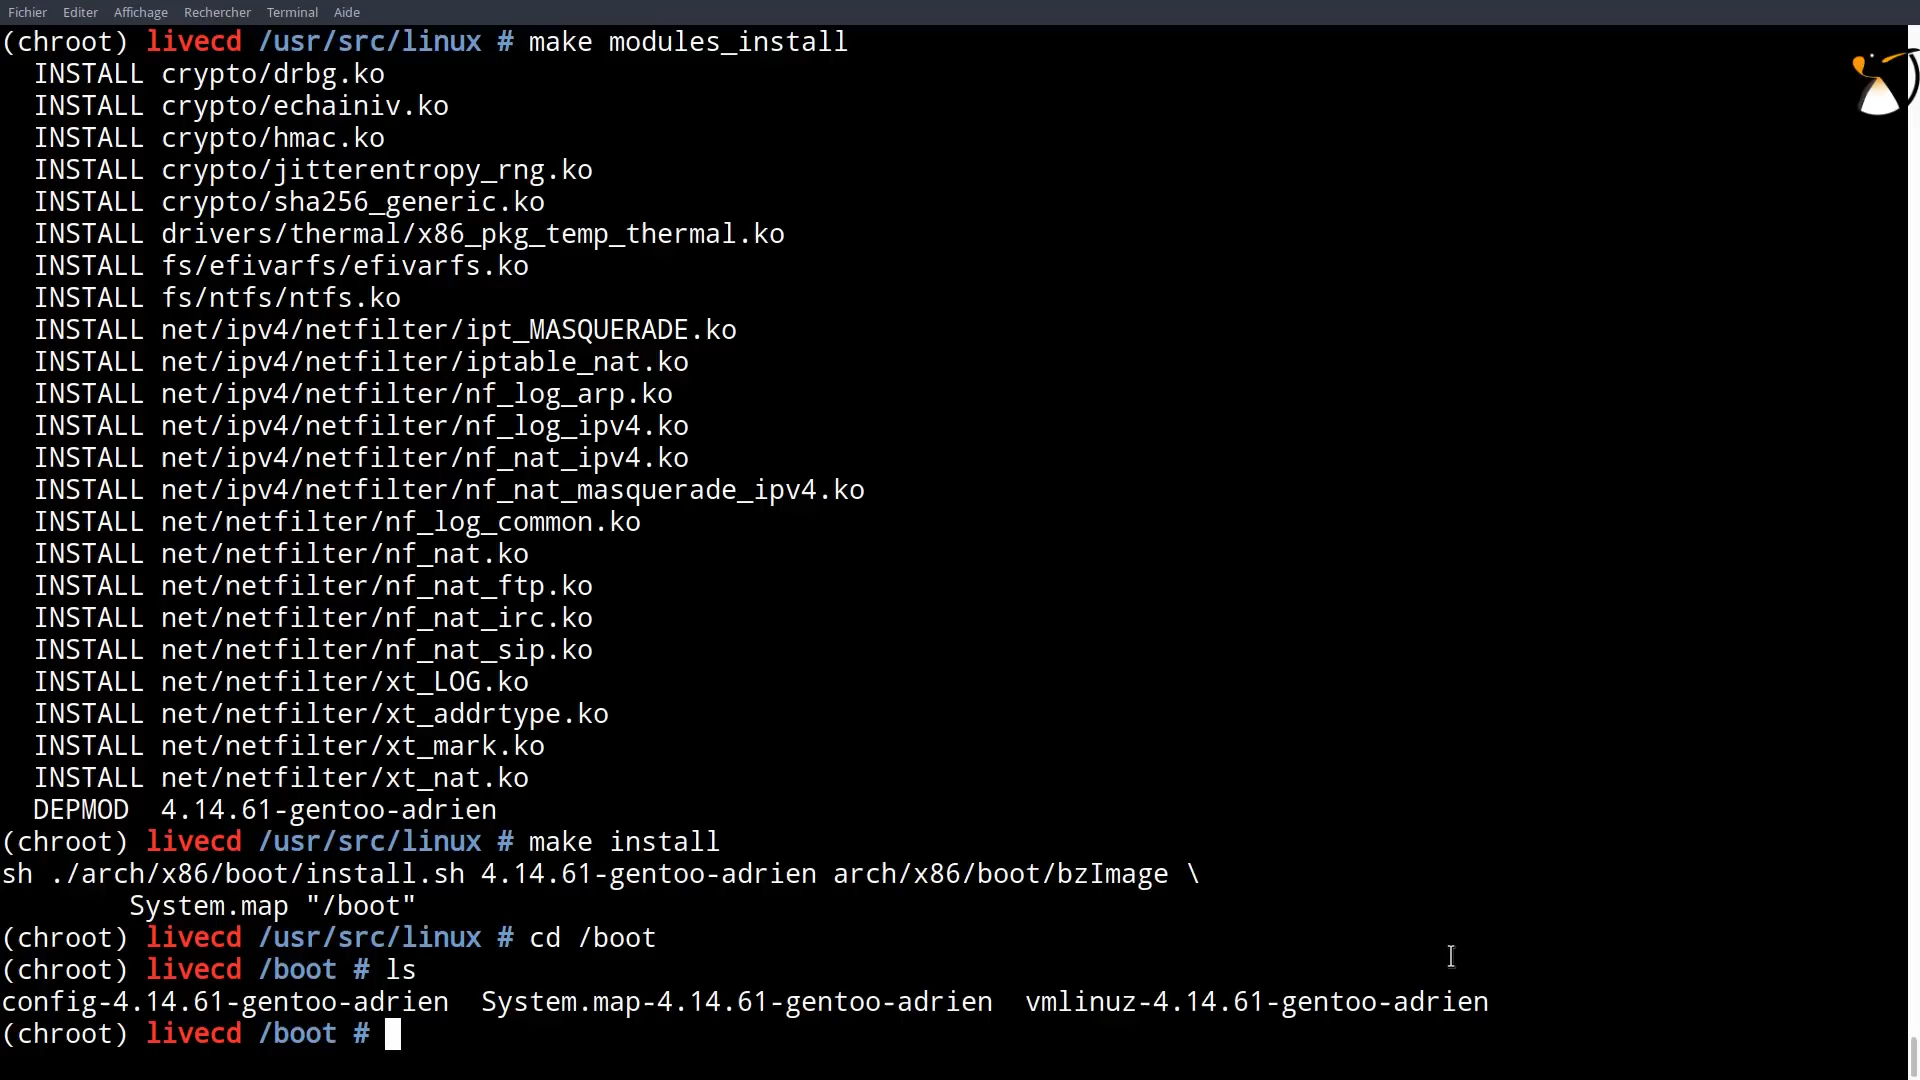 Fichier Editer Affichage Rechercher Terminal Aide
(chroot) livecd /usr/src/linux # make modules_install
  INSTALL crypto/drbg.ko
  INSTALL crypto/echainiv.ko
  INSTALL crypto/hmac.ko
  INSTALL crypto/jitterentropy_rng.ko
  INSTALL crypto/sha256_generic.ko
  INSTALL drivers/thermal/x86_pkg_temp_thermal.ko
  INSTALL fs/efivarfs/efivarfs.ko
  INSTALL fs/ntfs/ntfs.ko
  INSTALL net/ipv4/netfilter/ipt_MASQUERADE.ko
  INSTALL net/ipv4/netfilter/iptable_nat.ko
  INSTALL net/ipv4/netfilter/nf_log_arp.ko
  INSTALL net/ipv4/netfilter/nf_log_ipv4.ko
  INSTALL net/ipv4/netfilter/nf_nat_ipv4.ko
  INSTALL net/ipv4/netfilter/nf_nat_masquerade_ipv4.ko
  INSTALL net/netfilter/nf_log_common.ko
  INSTALL net/netfilter/nf_nat.ko
  INSTALL net/netfilter/nf_nat_ftp.ko
  INSTALL net/netfilter/nf_nat_irc.ko
  INSTALL net/netfilter/nf_nat_sip.ko
  INSTALL net/netfilter/xt_LOG.ko
  INSTALL net/netfilter/xt_addrtype.ko
  INSTALL net/netfilter/xt_mark.ko
  INSTALL net/netfilter/xt_nat.ko
  DEPMOD  4.14.61-gentoo-adrien
(chroot) livecd /usr/src/linux # make install
sh ./arch/x86/boot/install.sh 4.14.61-gentoo-adrien arch/x86/boot/bzImage \
        System.map "/boot"
(chroot) livecd /usr/src/linux # cd /boot
(chroot) livecd /boot # ls
config-4.14.61-gentoo-adrien  System.map-4.14.61-gentoo-adrien  vmlinuz-4.14.61-gentoo-adrien
(chroot) livecd /boot #